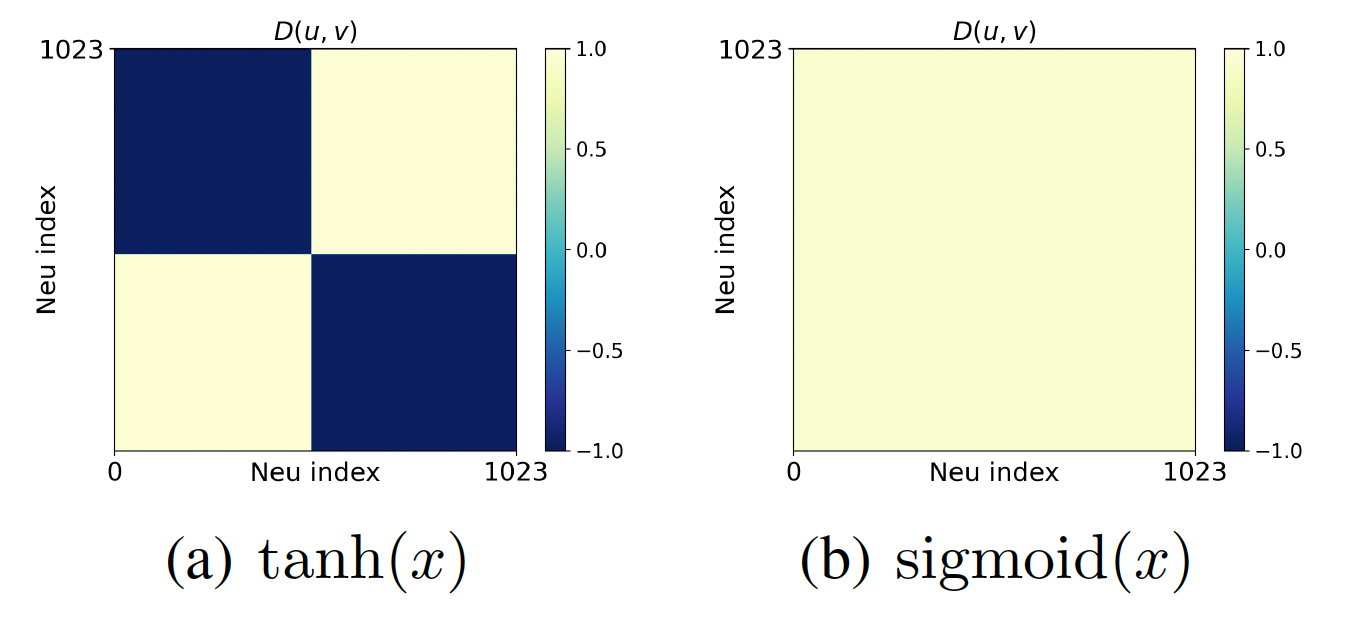 D(u, v)
1023
1.0
0.5
0.0
−0.5
−1.0
Neu index
0
Neu index
1023
(a) tanh(x)
D(u, v)
1023
1.0
0.5
0.0
−0.5
−1.0
Neu index
0
Neu index
1023
(b) sigmoid(x)